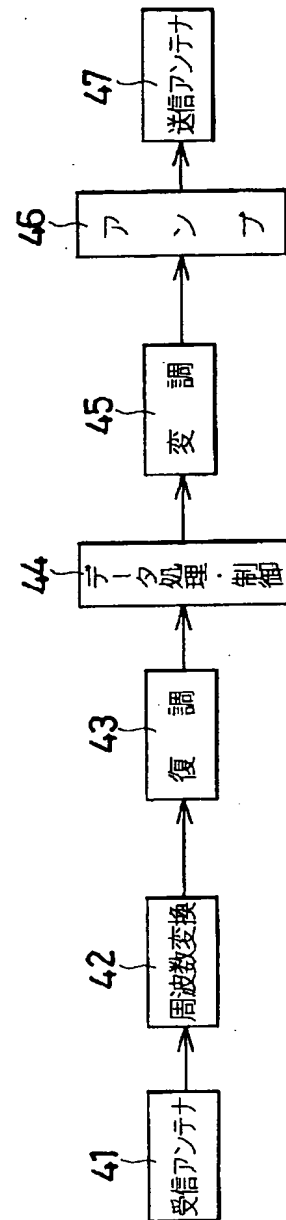 41
受信アンテナ
42
周波数変換
43
復調
44
データ処理・制御
45
変調
46
アンプ
47
送信アンテナ